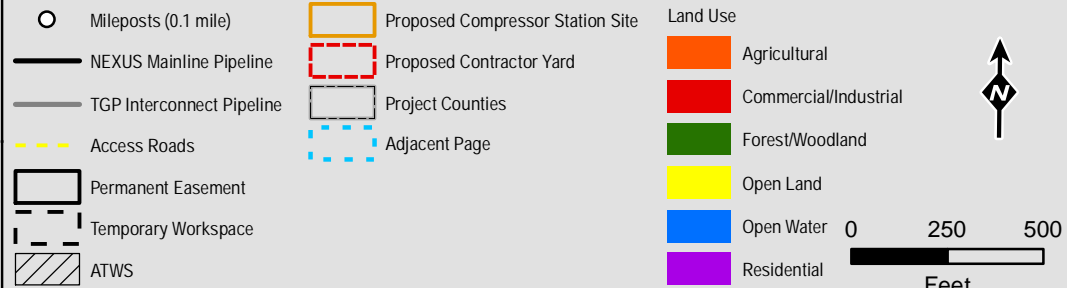 Mileposts (0.1 mile)
NEXUS Mainline Pipeline
TGP Interconnect Pipeline
Access Roads
Permanent Easement
Temporary Workspace
ATWS
Proposed Compressor Station Site
Proposed Contractor Yard
Project Counties
Adjacent Page
Land Use
Agricultural
Commercial/Industrial
Forest/Woodland
Open Land
Open Water
Residential
N
0 250 500
Feet